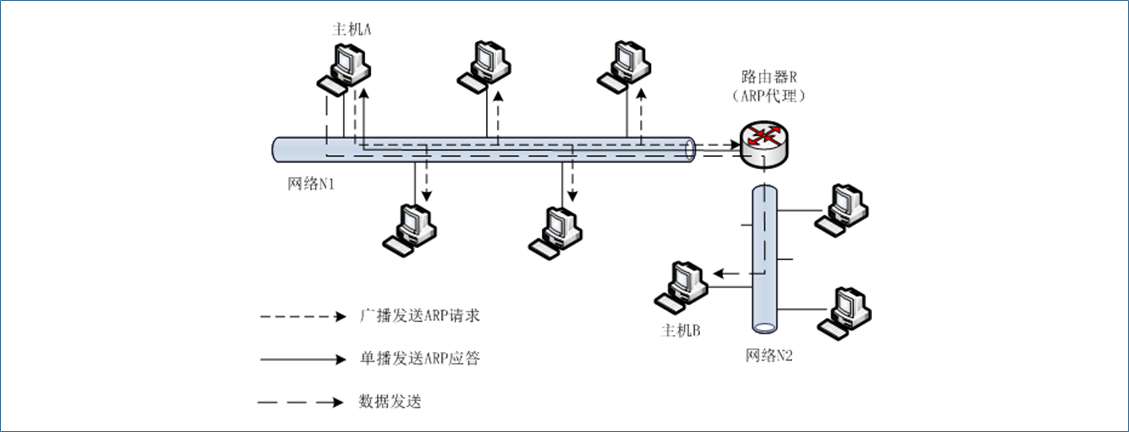 主机A
路由器R
（ARP代理）
网络N1
主机B
网络N2
广播发送ARP请求
单播发送ARP应答
数据发送